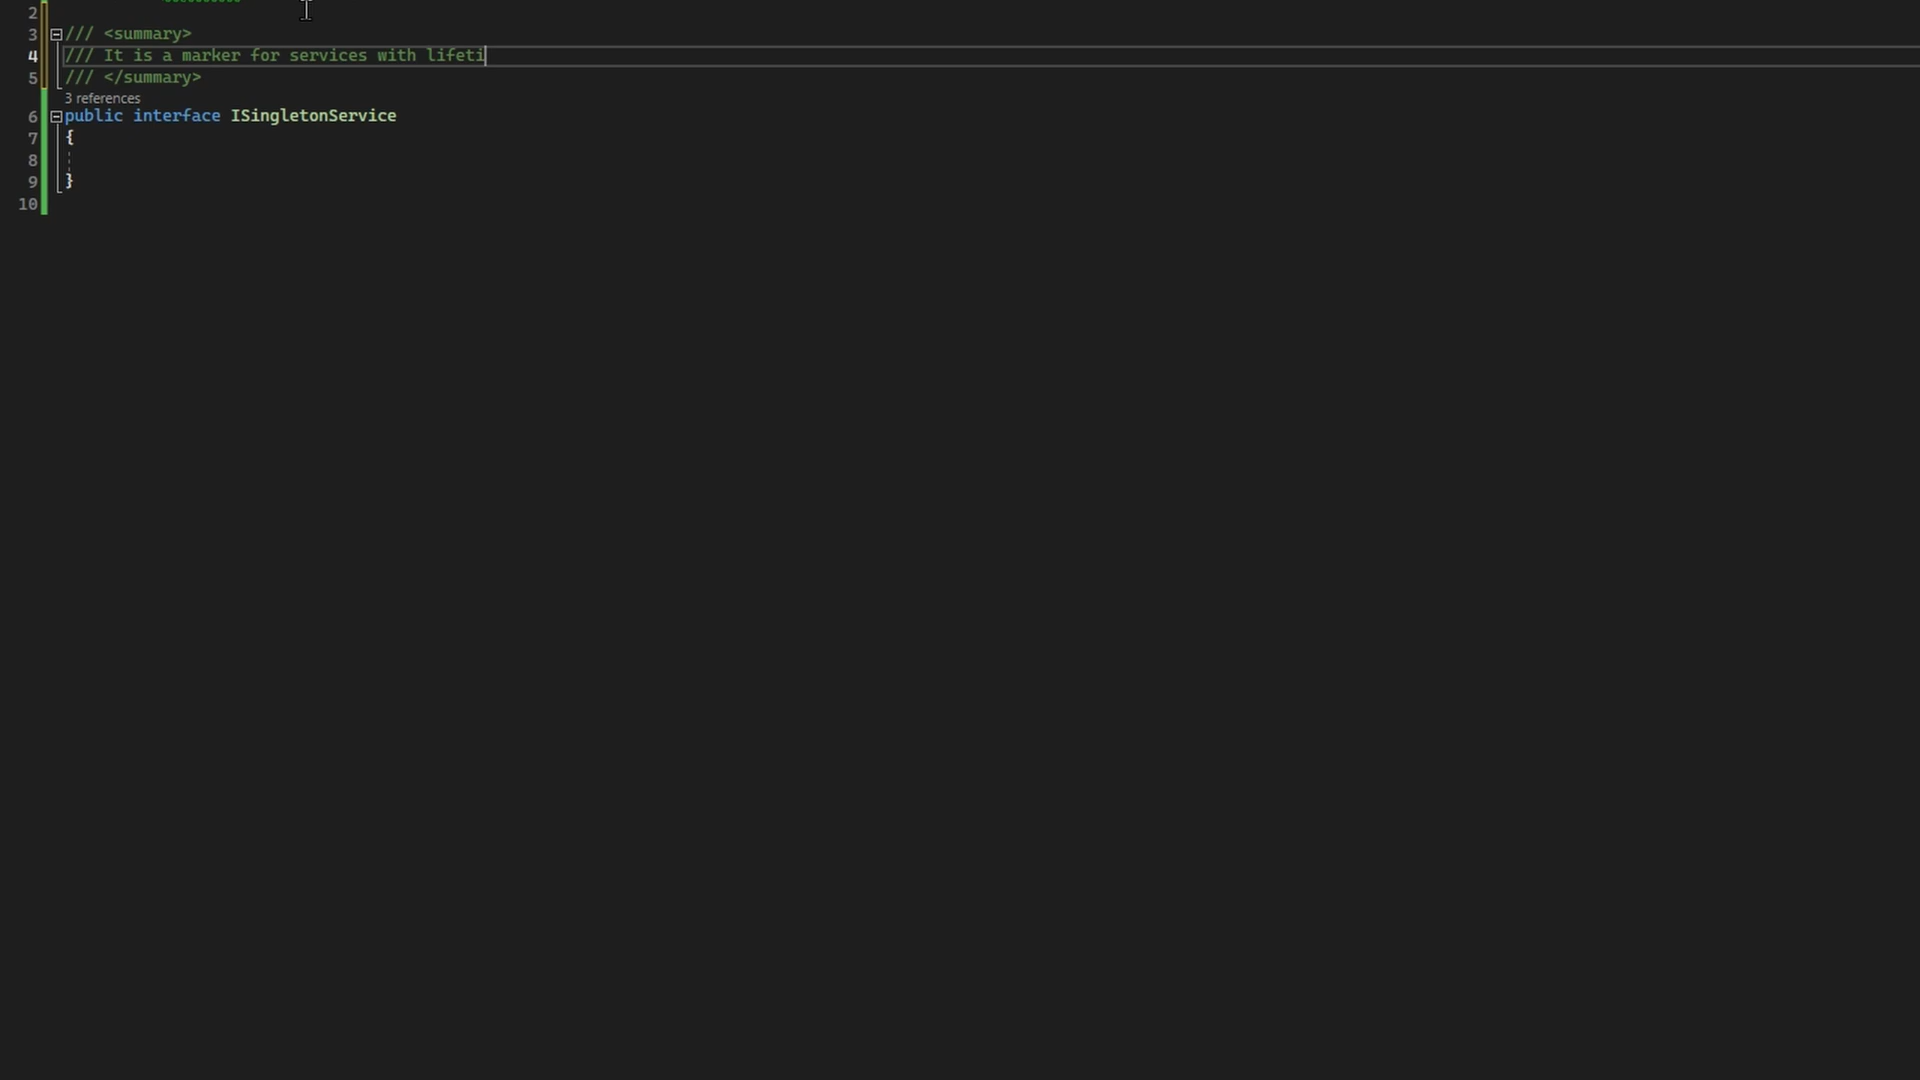 2
3 /// <summary>
4 /// It is a marker for services with lifeti
5 /// </summary>
3 references
6 public interface ISingletonService
7 {
8
9 }
10